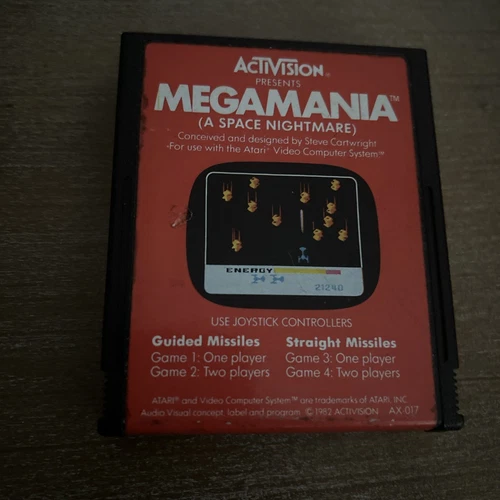 ACTIVISION™
PRESENTS
MEGAMANIA™
(A SPACE NIGHTMARE)
Conceived and designed by Steve Cartwright
-For use with the Atari® Video Computer System™
ENERGY
21240
USE JOYSTICK CONTROLLERS
Guided Missiles Straight Missiles
Game 1: One player Game 3: One player
Game 2: Two players Game 4: Two players
ATARI® and Video Computer System™ are trademarks of ATARI, INC
Audio Visual concept, label and program © 1982 ACTIVISION AX-017